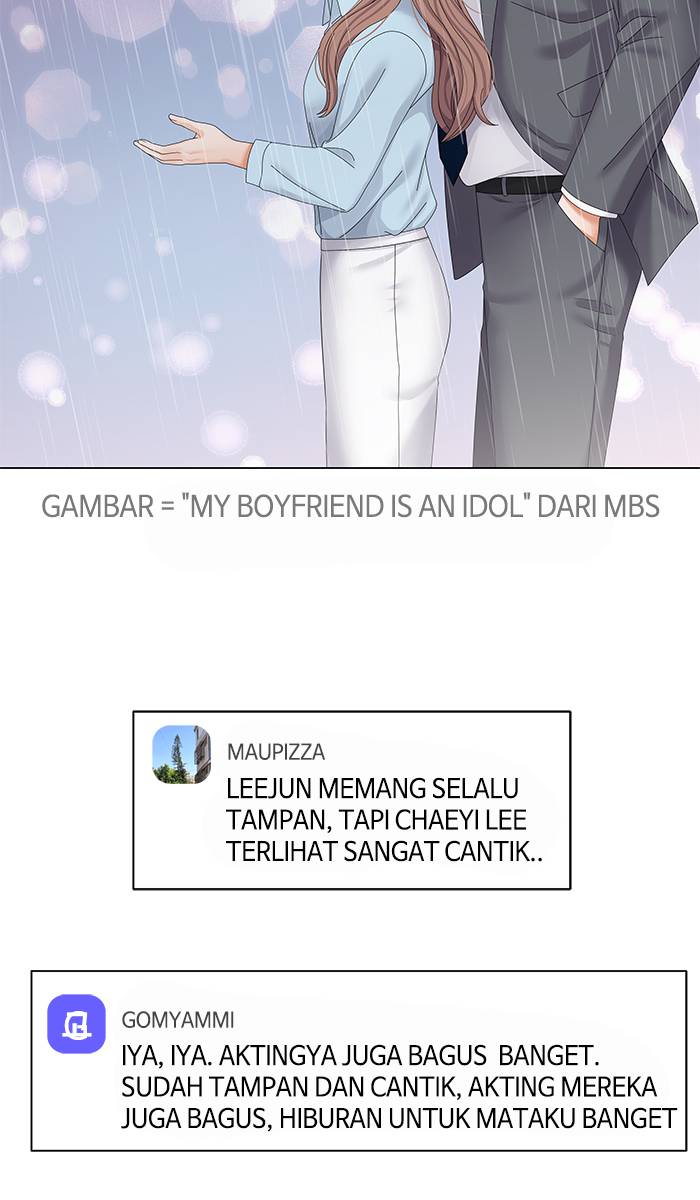 GAMBAR = "MY BOYFRIEND IS AN IDOL" DARI MBS
MAUPIZZA
LEEJUN MEMANG SELALU
TAMPAN, TAPI CHAEYI LEE
TERLIHAT SANGAT CANTIK..
GOMYAMMI
IYA, IYA. AKTINGYA JUGA BAGUS BANGET.
SUDAH TAMPAN DAN CANTIK, AKTING MEREKA
JUGA BAGUS, HIBURAN UNTUK MATAKU BANGET